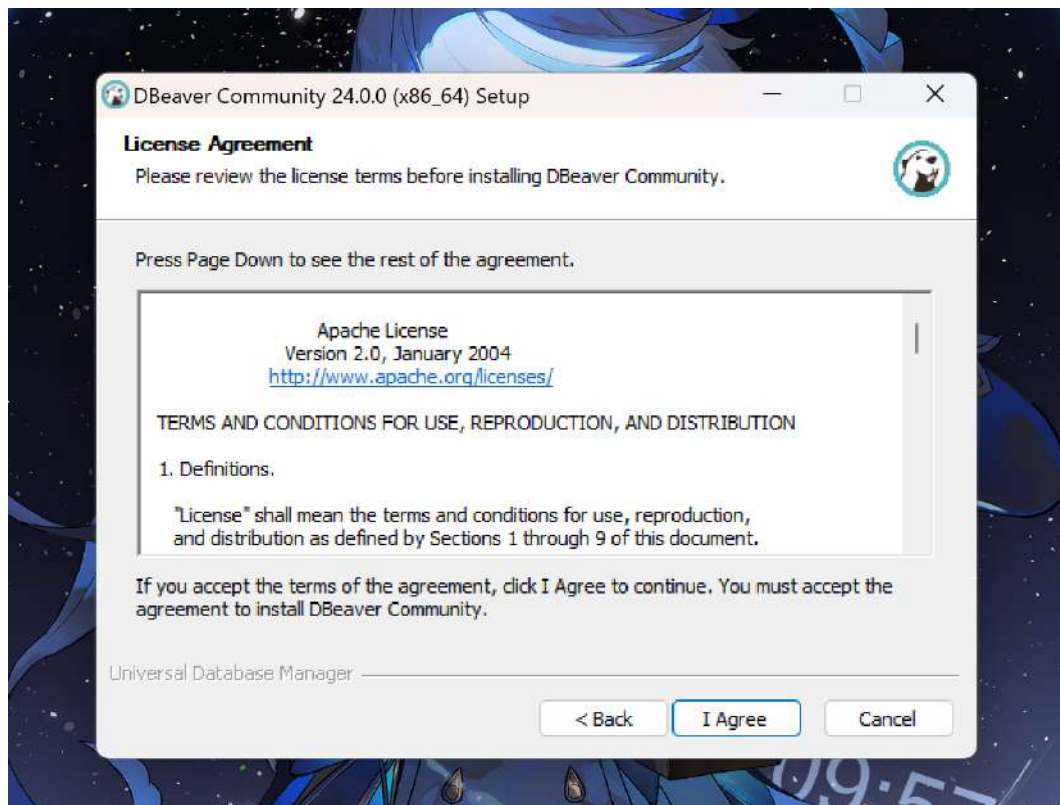 DBeaver Community 24.0.0 (x86_64) Setup
License Agreement
Please review the license terms before installing DBeaver Community.
Press Page Down to see the rest of the agreement.
Apache License
Version 2.0, January 2004
http://www.apache.org/licenses/
TERMS AND CONDITIONS FOR USE, REPRODUCTION, AND DISTRIBUTION
1. Definitions.
"License" shall mean the terms and conditions for use, reproduction,
and distribution as defined by Sections 1 through 9 of this document.
If you accept the terms of the agreement, click I Agree to continue. You must accept the
agreement to install DBeaver Community.
Universal Database Manager
< Back I Agree Cancel
09:57